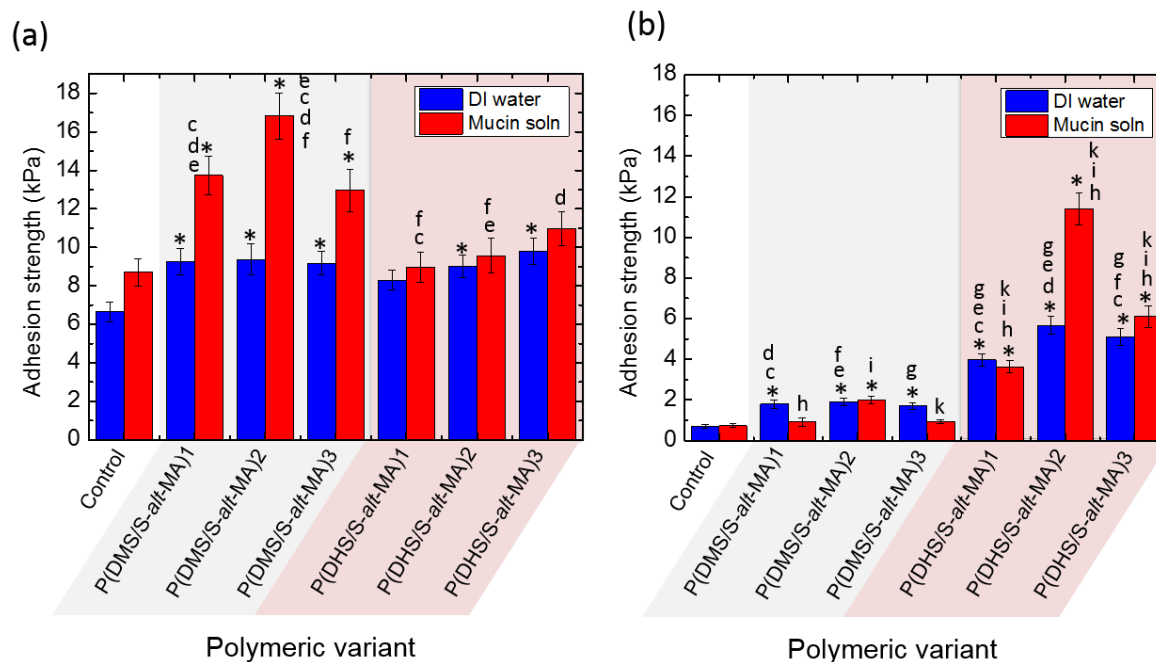 (a)
Adhesion strength (kPa)
18
16
14
12
10
8
6
4
2
0
DI water
Mucin soln
*
c
d
e
*
*
*
e
c
d
f
*
f
*
f
c
*
f
e
*
d
Control
P(DMS/S-alt-MA)1
P(DMS/S-alt-MA)2
P(DMS/S-alt-MA)3
P(DHS/S-alt-MA)1
P(DHS/S-alt-MA)2
P(DHS/S-alt-MA)3
Polymeric variant
(b)
Adhesion strength (kPa)
18
16
14
12
10
8
6
4
2
0
DI water
Mucin soln
d
c
*
h
f
e
*
i
*
g
*
k
g
e
c
*
k
i
h
*
g
e
d
*
*
k
i
h
g
f
c
*
k
i
h
*
Control
P(DMS/S-alt-MA)1
P(DMS/S-alt-MA)2
P(DMS/S-alt-MA)3
P(DHS/S-alt-MA)1
P(DHS/S-alt-MA)2
P(DHS/S-alt-MA)3
Polymeric variant